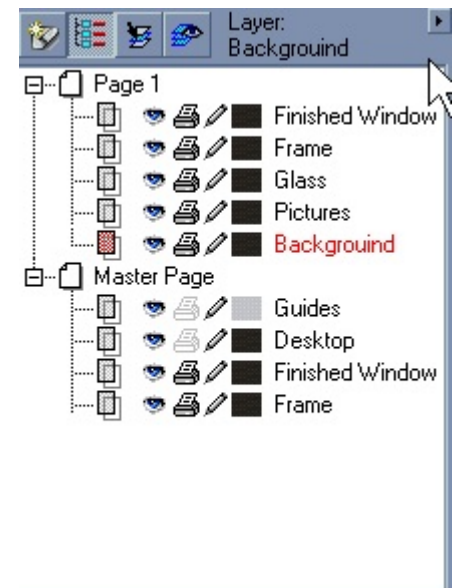 Layer:
Backgrouind
Page 1
Finished Window
Frame
Glass
Pictures
Backgrouind
Master Page
Guides
Desktop
Finished Window
Frame